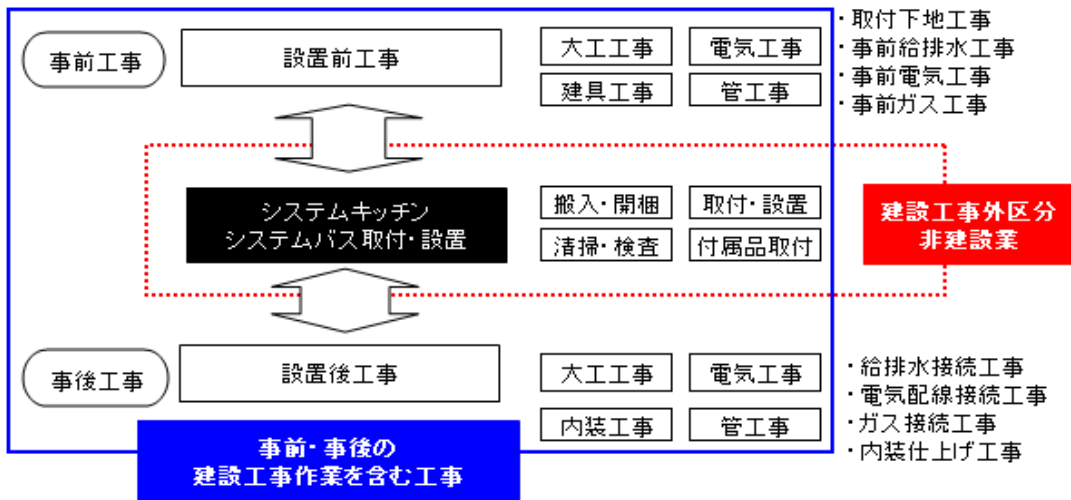 事前工事
設置前工事
大工工事
電気工事
建具工事
管工事
・取付下地工事
・事前給排水工事
・事前電気工事
・事前ガス工事
システムキッチン
システムバス取付・設置
搬入・開梱
取付・設置
清掃・検査
付属品取付
建設工事外区分
非建設業
事後工事
設置後工事
大工工事
電気工事
内装工事
管工事
・給排水接続工事
・電気配線接続工事
・ガス接続工事
・内装仕上げ工事
事前・事後の
建設工事作業を含む工事